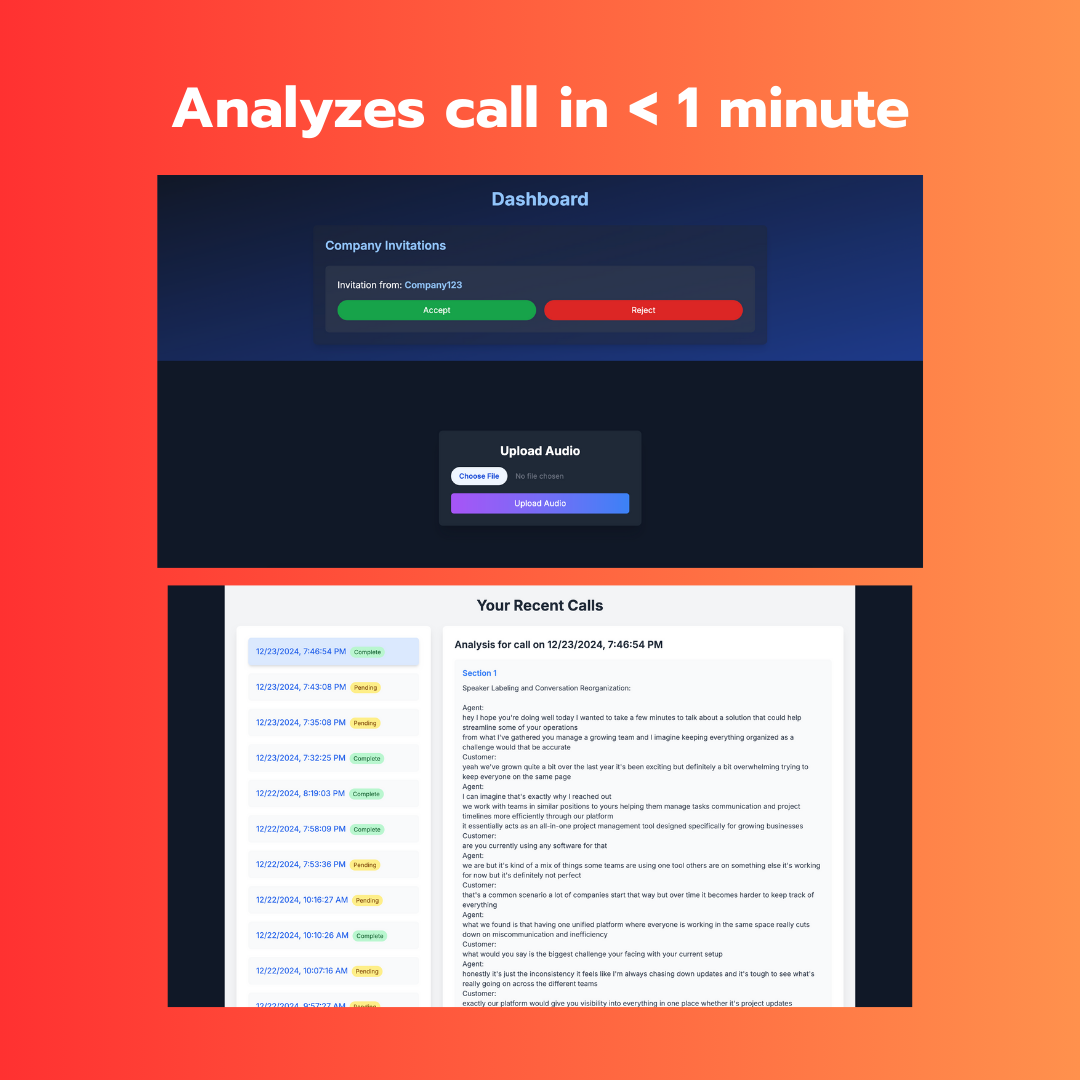 Analyzes call in < 1 minute
Dashboard
Company Invitations
Invitation from: Company123
Accept
Reject
Upload Audio
Choose File No file chosen
Upload Audio
Your Recent Calls
12/23/2024, 7:46:54 PM Complete
12/23/2024, 7:43:08 PM Pending
12/23/2024, 7:35:08 PM Pending
12/23/2024, 7:32:25 PM Complete
12/22/2024, 8:19:03 PM Complete
12/22/2024, 7:58:09 PM Complete
12/22/2024, 7:53:36 PM Pending
12/22/2024, 10:16:27 AM Pending
12/22/2024, 10:10:26 AM Complete
12/22/2024, 10:07:16 AM Pending
12/22/2024, 9:57:27 AM Pending
Analysis for call on 12/23/2024, 7:46:54 PM
Section 1
Speaker Labeling and Conversation Reorganization:
Agent:
hey I hope you're doing well today I wanted to take a few minutes to talk about a solution that could help
streamline some of your operations
from what I've gathered you manage a growing team and I imagine keeping everything organized as a
challenge would that be accurate
Customer:
yeah we've grown quite a bit over the last year it's been exciting but definitely a bit overwhelming trying to
keep everyone on the same page
Agent:
I can imagine that's exactly why I reached out
we work with teams in similar positions to yours helping them manage tasks communication and project
timelines more efficiently through our platform
it essentially acts as an all-in-one project management tool designed specifically for growing businesses
Customer:
are you currently using any software for that
Agent:
we are but it's kind of a mix of things some teams are using one tool others are on something else it's working
for now but it's definitely not perfect
Customer:
that's a common scenario a lot of companies start that way but over time it becomes harder to keep track of
everything
Agent:
what we found is that having one unified platform where everyone is working in the same space really cuts
down on miscommunication and inefficiency
Customer:
what would you say is the biggest challenge your facing with your current setup
Agent:
honestly it's just the inconsistency it feels like I'm always chasing down updates and it's tough to see what's
really going on across the different teams
Customer:
exactly our platform would give you visibility into everything in one place whether it's project updates